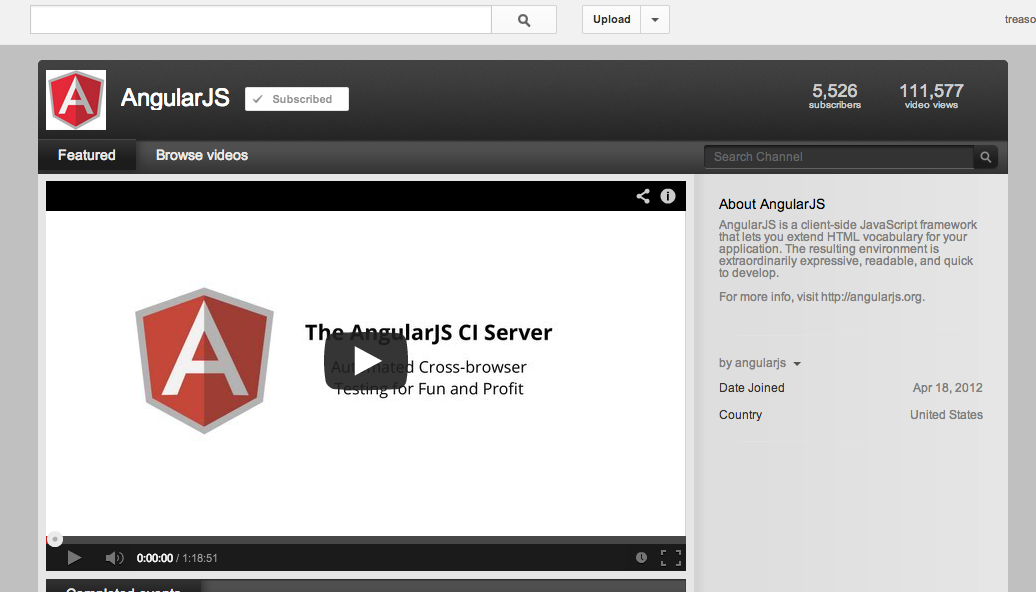 Upload
treaso
AngularJS
Subscribed
5,526
subscribers
111,577
video views
Featured
Browse videos
Search Channel
The AngularJS CI Server
Cross-browser
Testing for Fun and Profit
0:00:00 / 1:18:51
About AngularJS
AngularJS is a client-side JavaScript framework
that lets you extend HTML vocabulary for your
application. The resulting environment is
extraordinarily expressive, readable, and quick
to develop.
For more info, visit http://angularjs.org.
by angularjs
Date Joined
Apr 18, 2012
Country
United States
Completed events